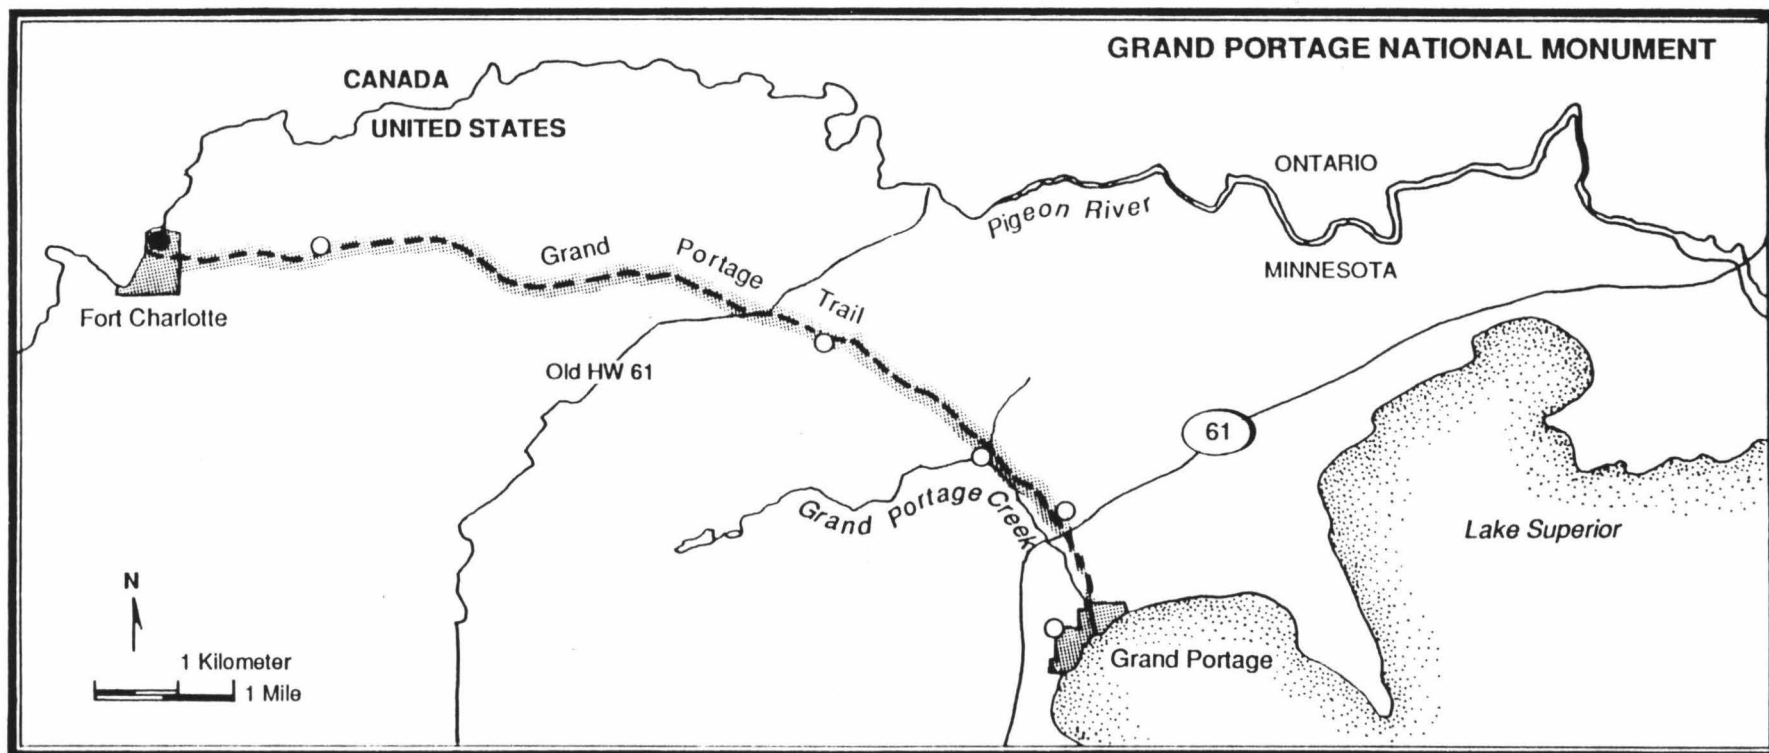 GRAND PORTAGE NATIONAL MONUMENT
CANADA
UNITED STATES
ONTARIO
Pigeon River
MINNESOTA
Grand Portage Trail
Fort Charlotte
Old HW 61
61
Grand Portage Creek
Lake Superior
N
Grand Portage
1 Kilometer
1 Mile